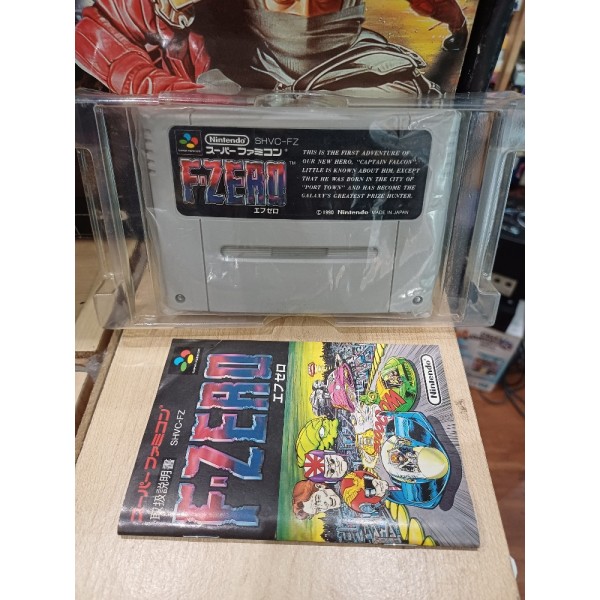 Nintendo SHVC-FZ
スーパーファミコン
F-ZERO™
エフゼロ
THIS IS THE FIRST ADVENTURE OF
OUR NEW HERO, "CAPTAIN FALCON".
LITTLE IS KNOWN ABOUT HIM, EXCEPT
THAT HE WAS BORN IN THE CITY OF
"PORT TOWN" AND HAS BECOME THE
GALAXY'S GREATEST PRIZE HUNTER.
© 1990 Nintendo MADE IN JAPAN
スーパーファミコン
取扱説明書 SHVC-FZ
F-ZERO
エフゼロ
Nintendo